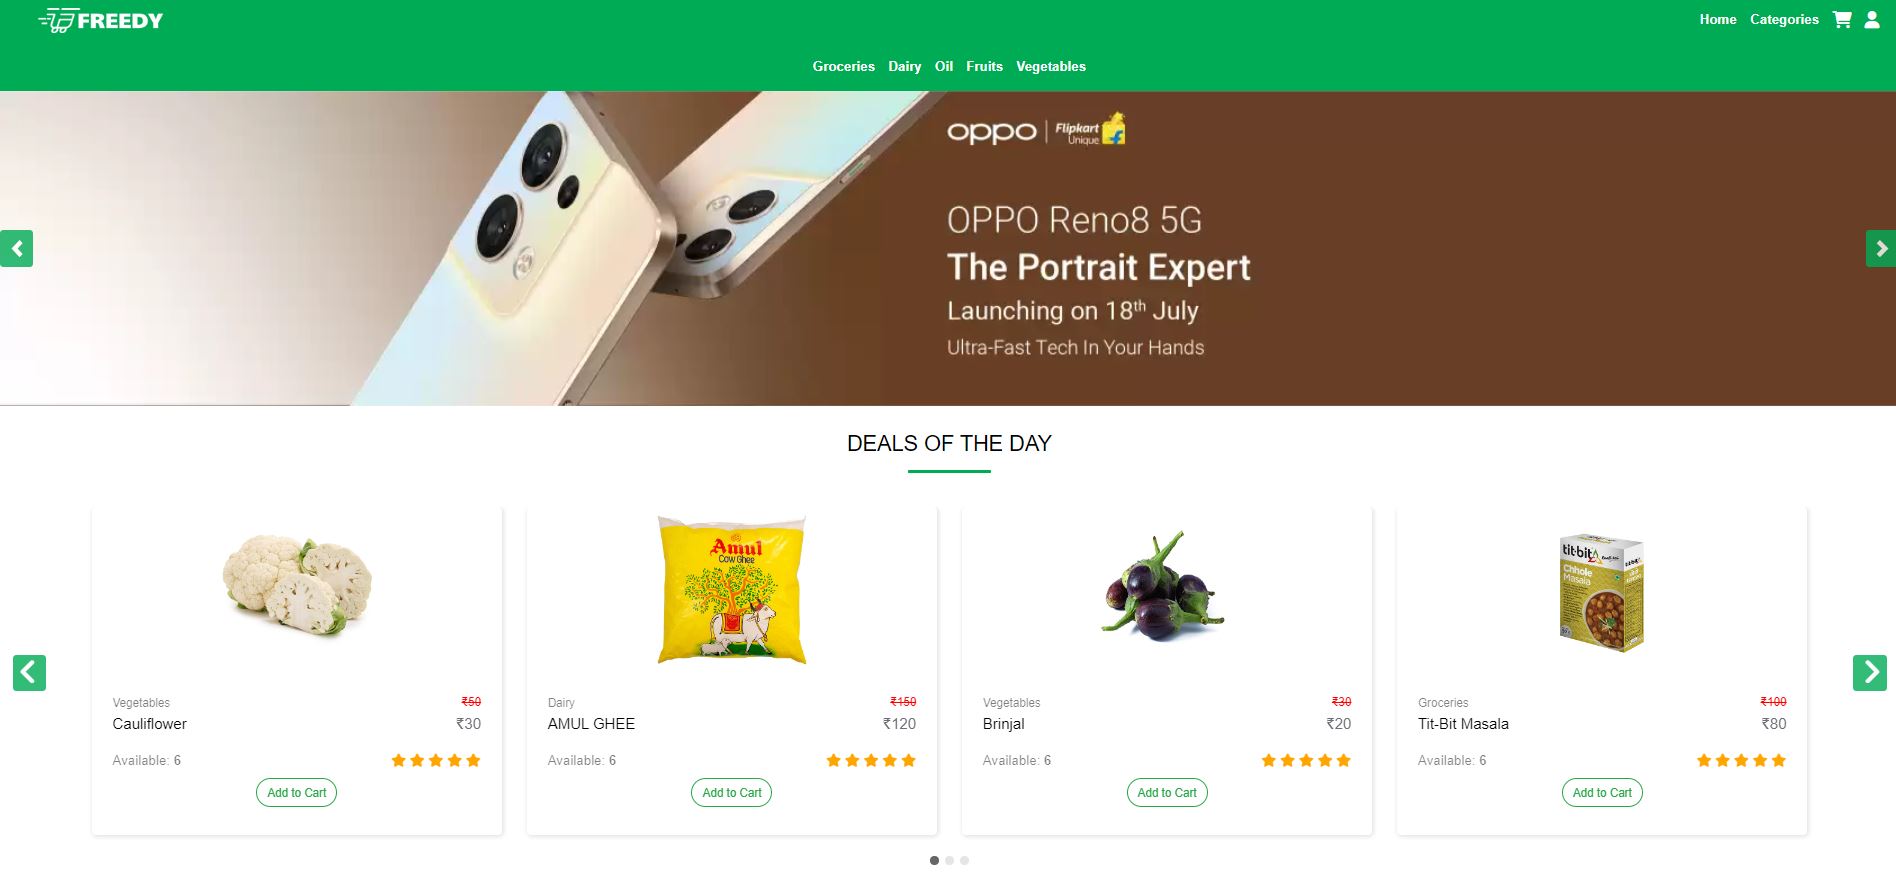 FREEDY
Home Categories
Groceries Dairy Oil Fruits Vegetables
oppo Flipkart Unique
OPPO Reno8 5G
The Portrait Expert
Launching on 18th July
Ultra-Fast Tech In Your Hands
DEALS OF THE DAY
Amul
Cow Ghee
tit-bit
Chhole
Masala
Vegetables ₹50
Cauliflower ₹30
Available: 6
Add to Cart
Dairy ₹150
AMUL GHEE ₹120
Available: 6
Add to Cart
Vegetables ₹30
Brinjal ₹20
Available: 6
Add to Cart
Groceries ₹100
Tit-Bit Masala ₹80
Available: 6
Add to Cart